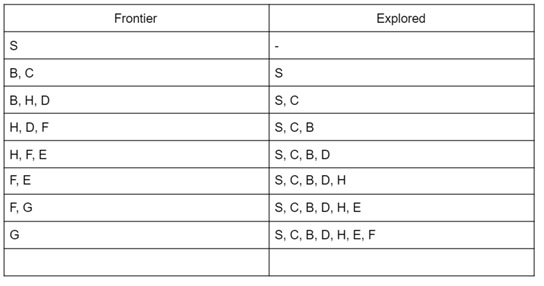 Frontier Explored
S -
B, C S
B, H, D S, C
H, D, F S, C, B
H, F, E S, C, B, D
F, E S, C, B, D, H
F, G S, C, B, D, H, E
G S, C, B, D, H, E, F